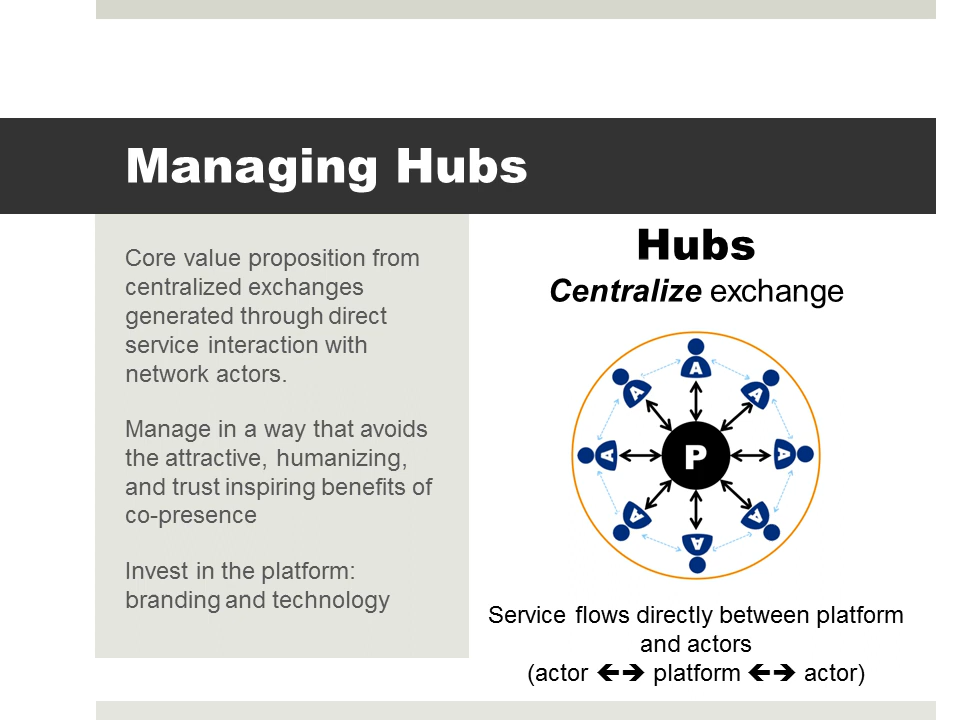 Managing Hubs
Core value proposition from
centralized exchanges
generated through direct
service interaction with
network actors.
Manage in a way that avoids
the attractive, humanizing,
and trust inspiring benefits of
co-presence
Invest in the platform:
branding and technology
Hubs
Centralize exchange
A
A
A
A
P
A
A
A
A
Service flows directly between platform
and actors
(actor 🡸🡺 platform 🡸🡺 actor)